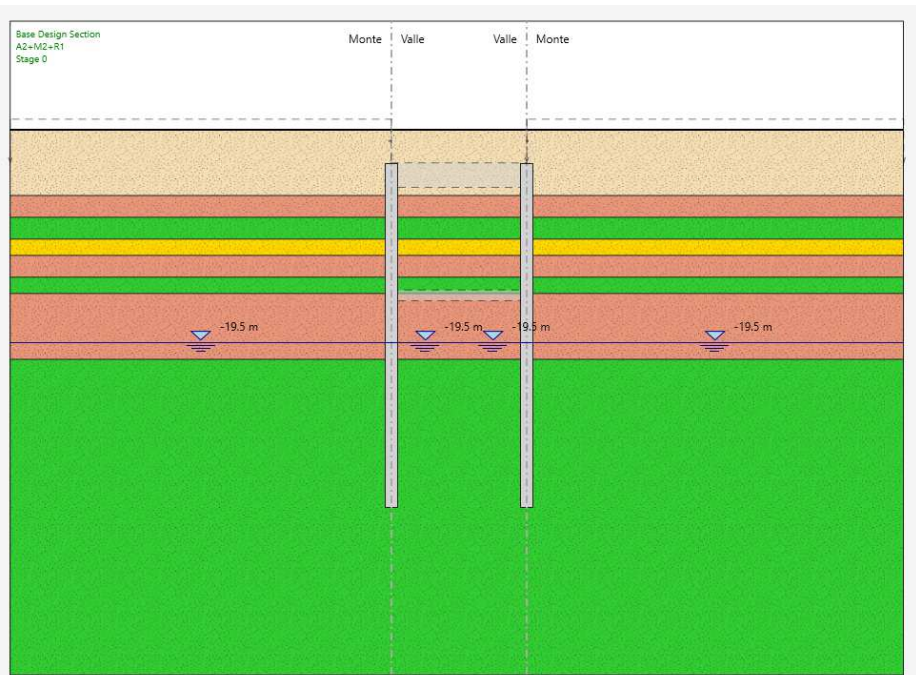 Base Design Section
A2+M2+R1
Stage 0
Monte Valle Valle Monte
-19.5 m -19.5 m -19.5 m -19.5 m